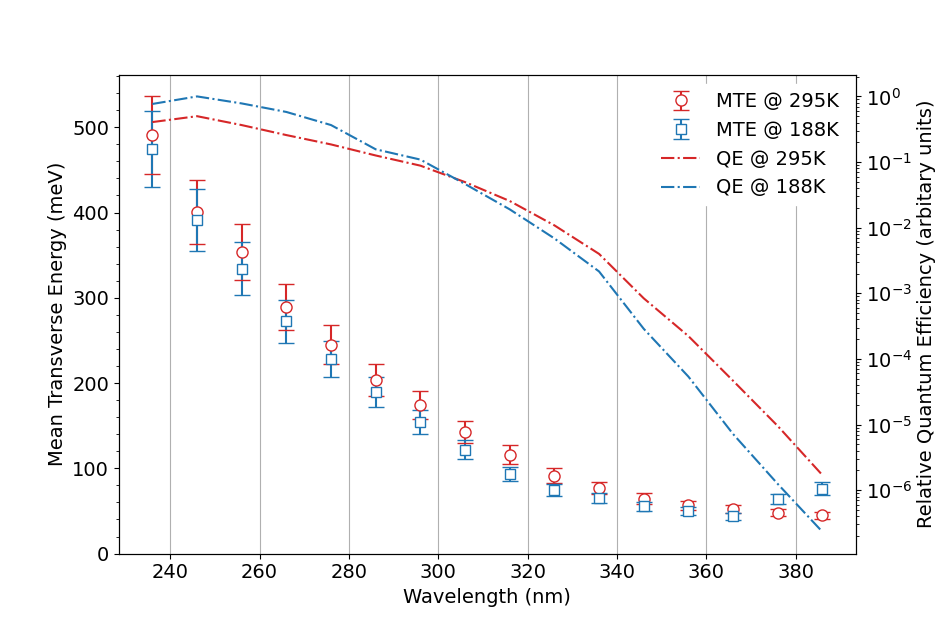 MTE @ 295K
MTE @ 188K
QE @ 295K
QE @ 188K
Mean Transverse Energy (meV)
500
400
300
200
100
0
240 260 280 300 320 340 360 380
Wavelength (nm)
Relative Quantum Efficiency (arbitary units)
10⁰
10⁻¹
10⁻²
10⁻³
10⁻⁴
10⁻⁵
10⁻⁶